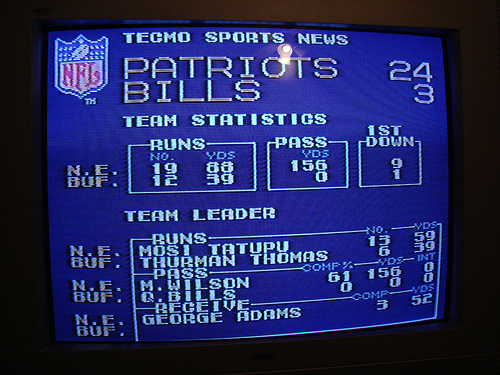 TECMO SPORTS NEWS
NFL
TM
PATRIOTS 24
BILLS 3
TEAM STATISTICS
RUNS PASS 1ST DOWN
NO. YDS YDS
N.E. 19 88 156 9
BUF. 12 39 0 1
TEAM LEADER
RUNS NO. YDS
N.E. MOSI TATUPU 13 59
BUF. THURMAN THOMAS 6 39
PASS COMP% YDS INT
N.E. M.WILSON 61 156 0
BUF. Q.BILLS 0 0 0
RECEIVE COMP YDS
N.E. GEORGE ADAMS 3 52
BUF.